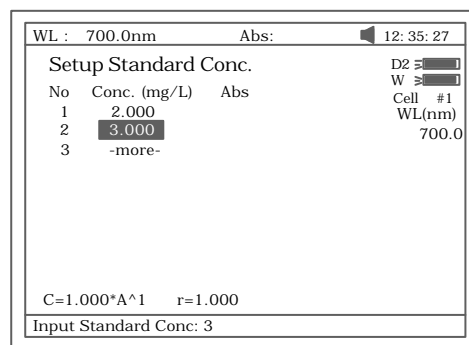 WL : 700.0nm Abs: 12: 35: 27
Setup Standard Conc.
D2
W
No Conc. (mg/L) Abs
Cell #1
1 2.000
WL(nm)
2 3.000
700.0
3 -more-
C=1.000*A^1 r=1.000
Input Standard Conc: 3